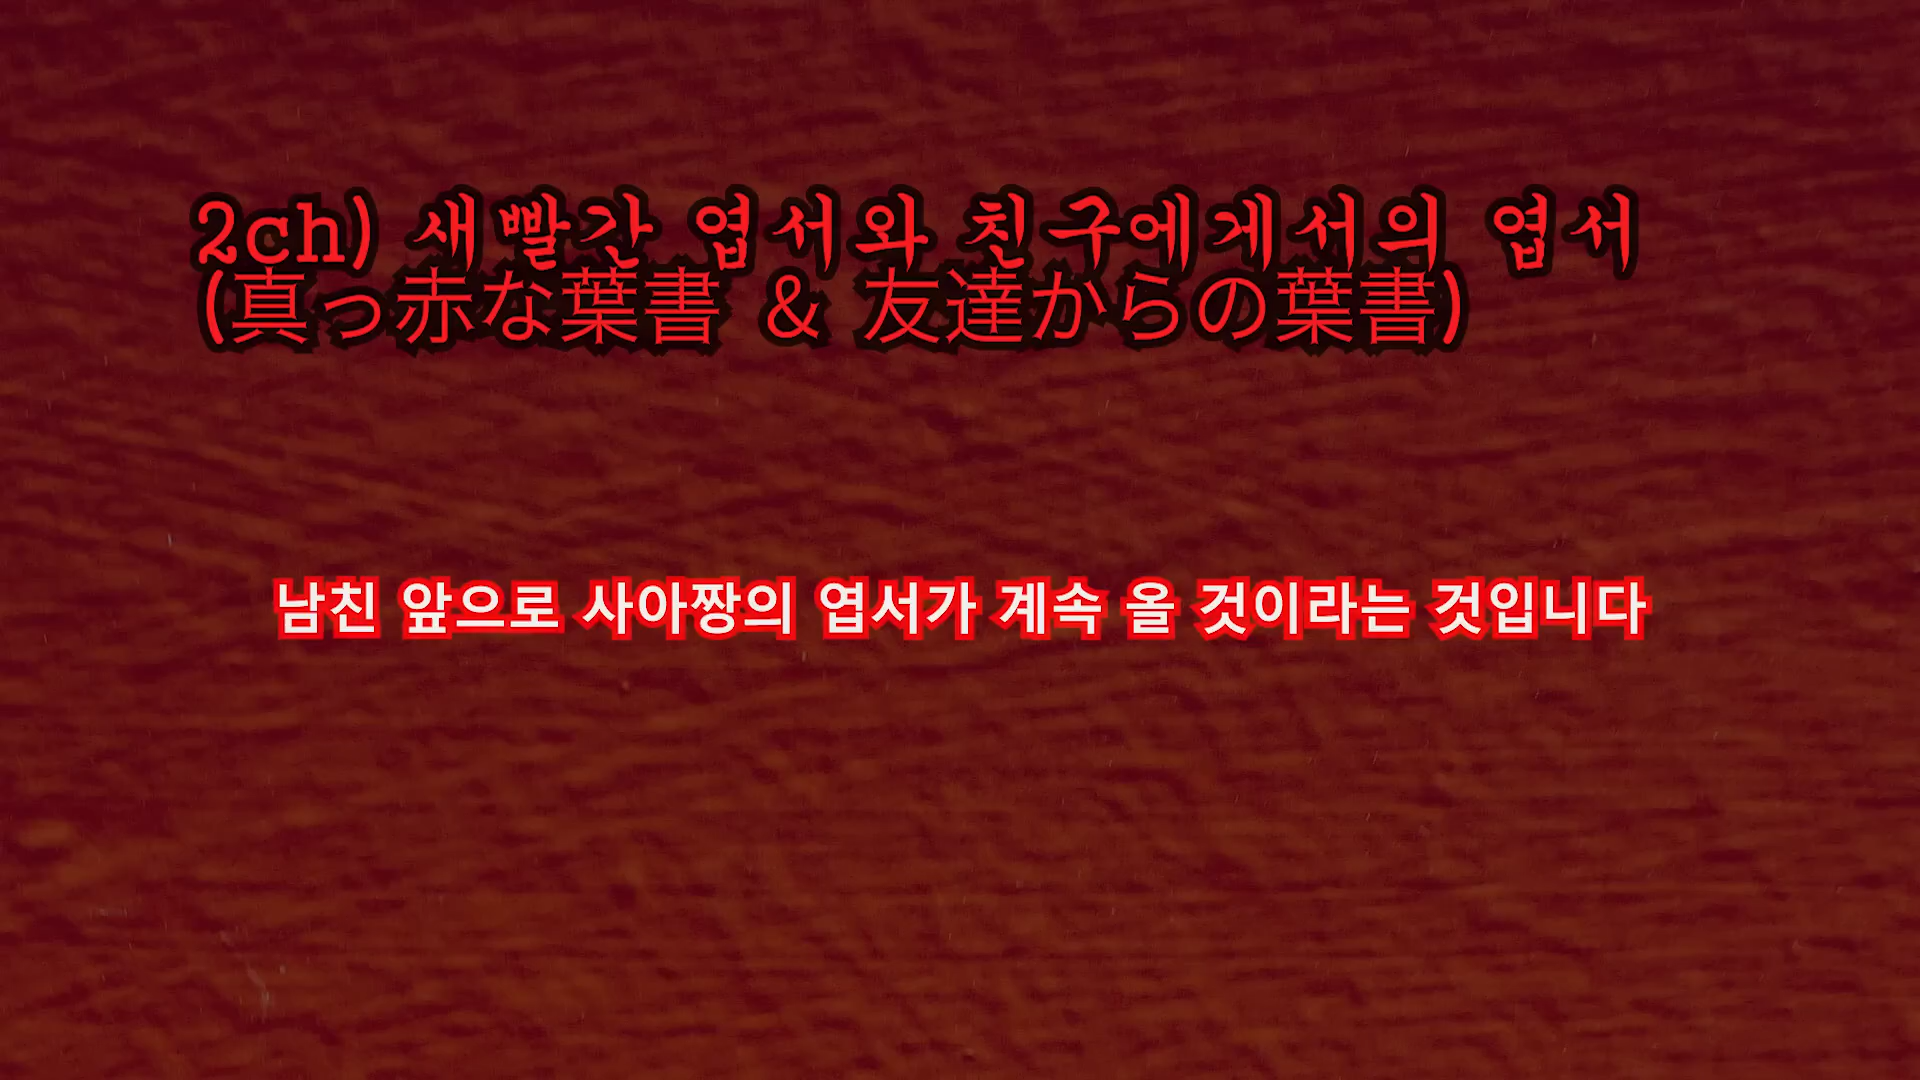 2ch) 새빨간 엽서와 친구에게서의 엽서
(真っ赤な葉書 & 友達からの葉書)
남친 앞으로 사아짱의 엽서가 계속 올 것이라는 것입니다